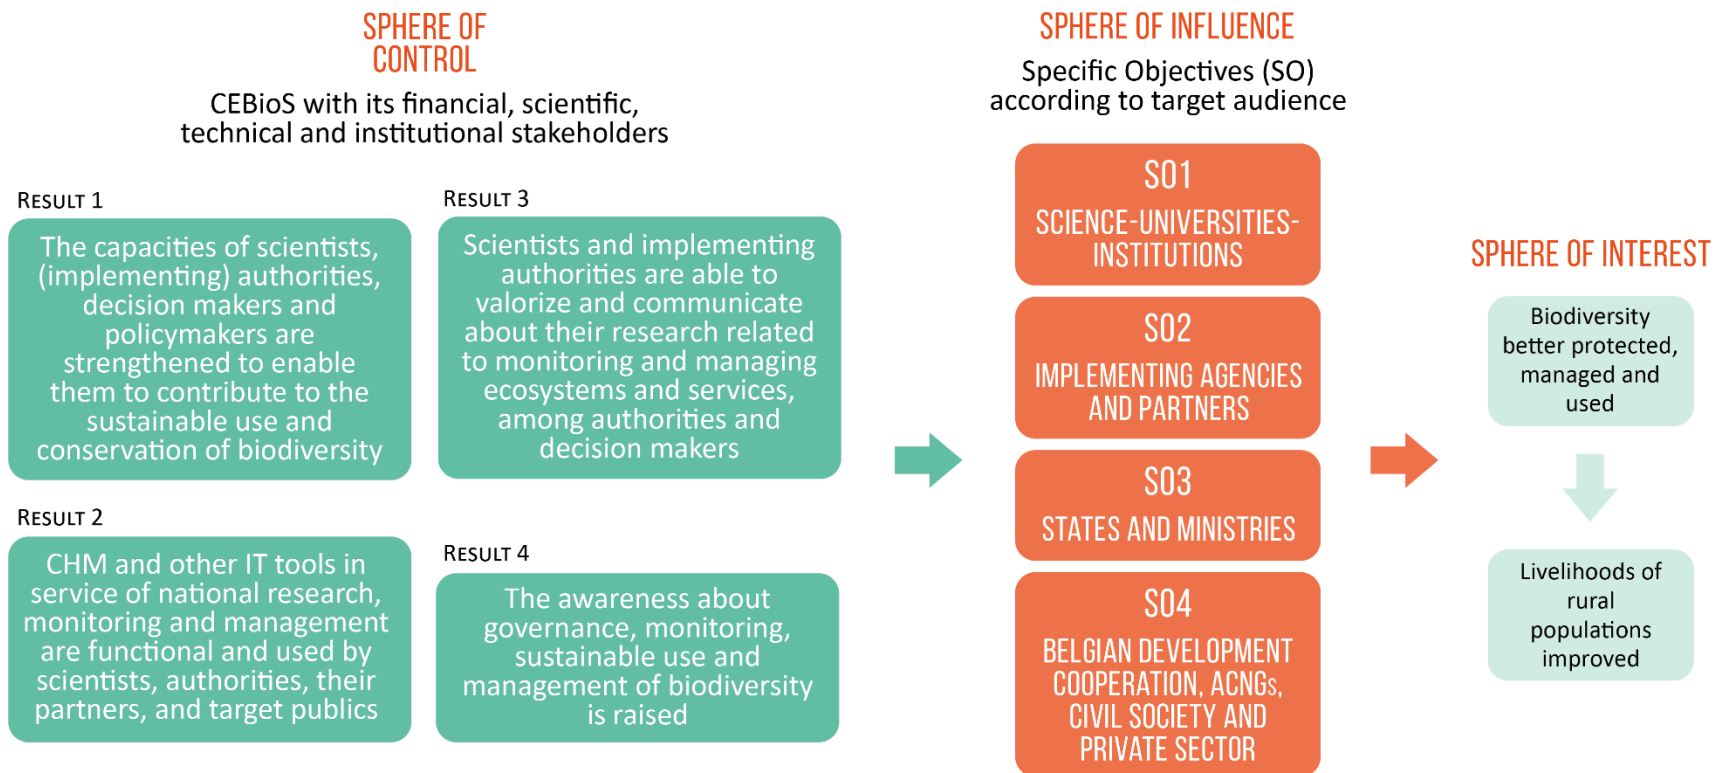 SPHERE OF
CONTROL
CEBioS with its financial, scientific,
technical and institutional stakeholders
RESULT 1
The capacities of scientists,
(implementing) authorities,
decision makers and
policymakers are
strengthened to enable
them to contribute to the
sustainable use and
conservation of biodiversity
RESULT 2
CHM and other IT tools in
service of national research,
monitoring and management
are functional and used by
scientists, authorities, their
partners, and target publics
RESULT 3
Scientists and implementing
authorities are able to
valorize and communicate
about their research related
to monitoring and managing
ecosystems and services,
among authorities and
decision makers
RESULT 4
The awareness about
governance, monitoring,
sustainable use and
management of biodiversity
is raised
SPHERE OF INFLUENCE
Specific Objectives (SO)
according to target audience
SO1
SCIENCE-UNIVERSITIES-
INSTITUTIONS
SO2
IMPLEMENTING AGENCIES
AND PARTNERS
SO3
STATES AND MINISTRIES
SO4
BELGIAN DEVELOPMENT
COOPERATION, ACNGs,
CIVIL SOCIETY AND
PRIVATE SECTOR
SPHERE OF INTEREST
Biodiversity
better protected,
managed and
used
Livelihoods of
rural
populations
improved